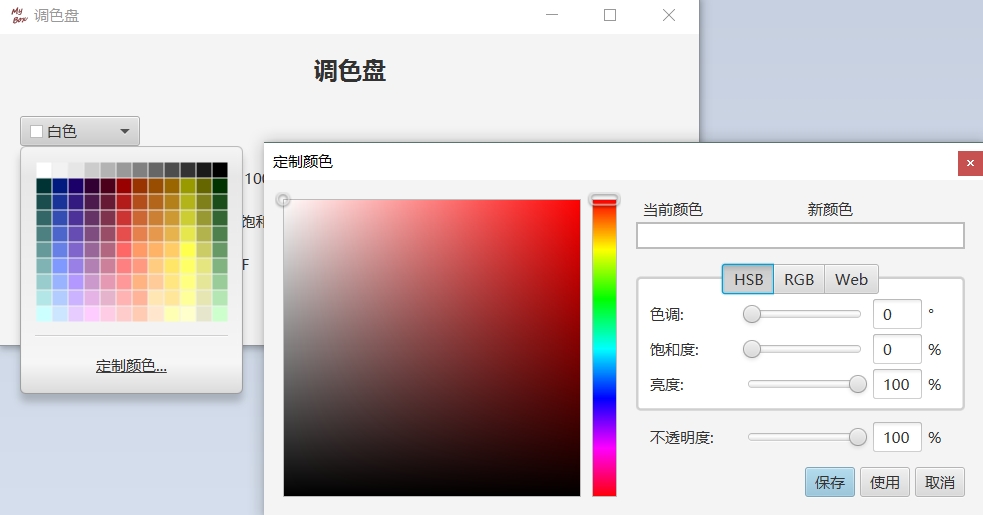 My
Box
调色盘
调色盘
白色
100
饱和
F
定制颜色...
定制颜色
当前颜色
新颜色
HSB RGB Web
色调: 0 °
饱和度: 0 %
亮度: 100 %
不透明度: 100 %
保存 使用 取消